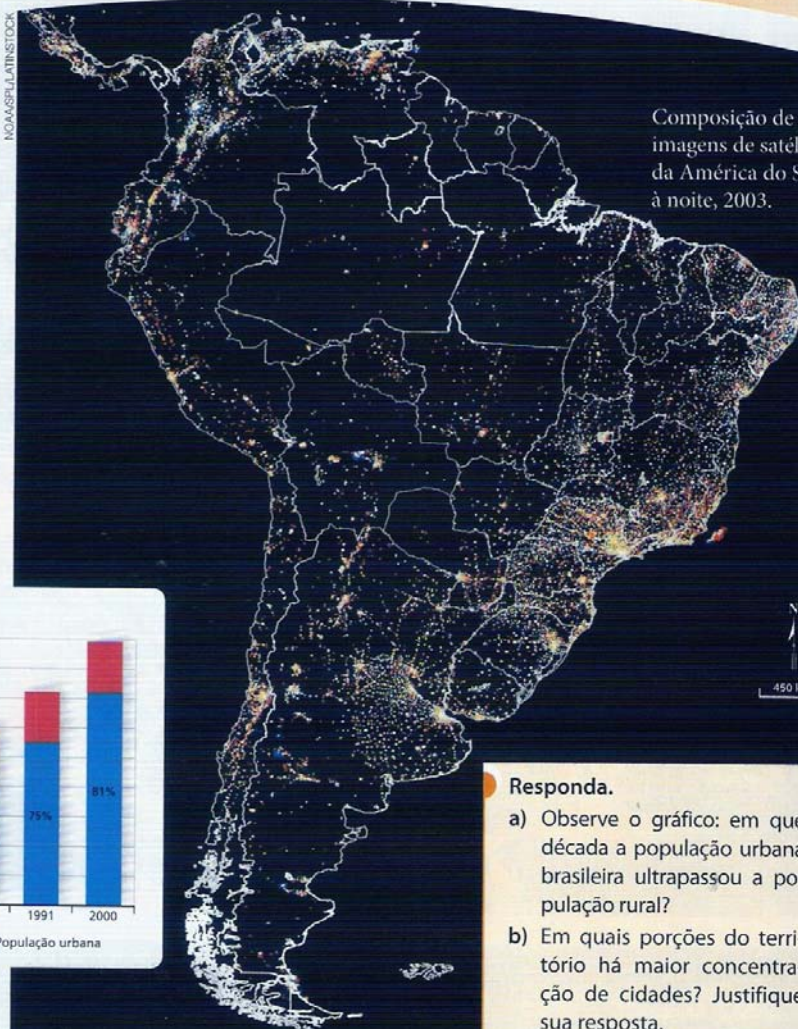 NOAA/SPL/LATINSTOCK
Composição de
imagens de satél
da América do S
à noite, 2003.
N
450
75%
81%
1991
2000
População urbana
Responda.
a) Observe o gráfico: em que
década a população urbana
brasileira ultrapassou a po-
pulação rural?
b) Em quais porções do terri-
tório há maior concentra-
ção de cidades? Justifique
sua resposta.